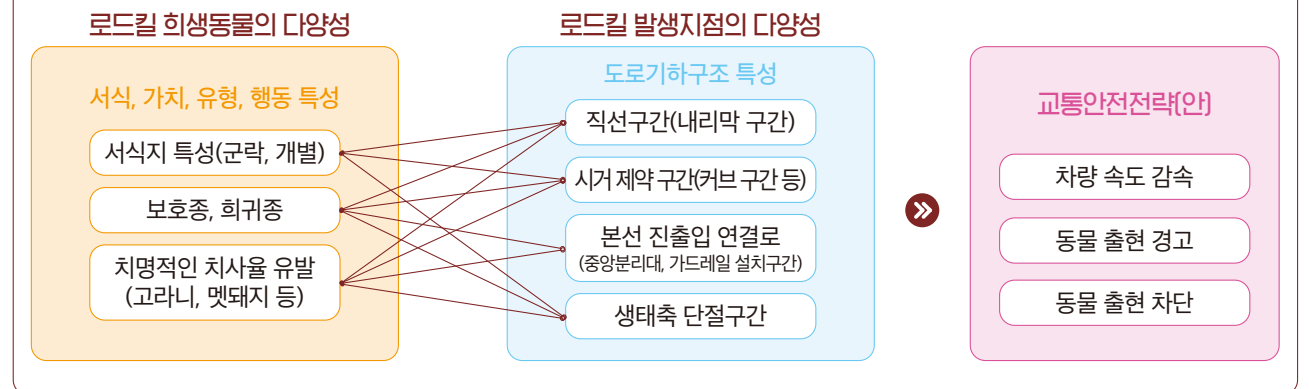 로드킬 희생동물의 다양성
서식, 가치, 유형, 행동 특성
서식지 특성(군락, 개별)
보호종, 희귀종
치명적인 치사율 유발
(고라니, 멧돼지 등)
로드킬 발생지점의 다양성
도로기하구조 특성
직선구간(내리막 구간)
시거 제약 구간(커브 구간 등)
본선 진출입 연결로
(중앙분리대, 가드레일 설치구간)
생태축 단절구간
교통안전전략(안)
차량 속도 감속
동물 출현 경고
동물 출현 차단